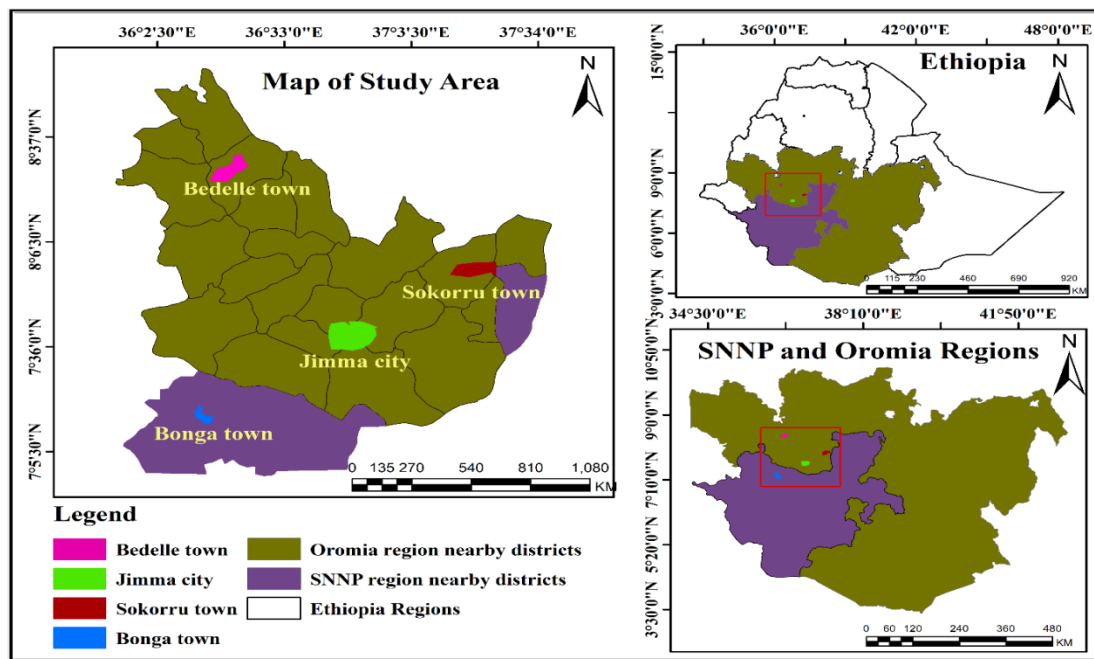 36°2'30"E 36°33'0"E 37°3'30"E 37°34'0"E
Map of Study Area
N
8°37'0"N
8°6'30"N
7°36'0"N
7°5'30"N
Bedelle town
Sokorru town
Jimma city
Bonga town
0 135 270 540 810 1,080
KM
Legend
Bedelle town
Jimma city
Sokorru town
Bonga town
Oromia region nearby districts
SNNP region nearby districts
Ethiopia Regions
36°0'0"E 42°0'0"E 48°0'0"E
Ethiopia
N
15°0'0"N
9°0'0"N
6°0'0"N
3°0'0"N
0 115 230 460 690 920
KM
34°30'0"E 38°10'0"E 41°50'0"E
SNNP and Oromia Regions
N
10°50'0"N
9°0'0"N
7°10'0"N
5°20'0"N
3°30'0"N
0 60 120 240 360 480
KM